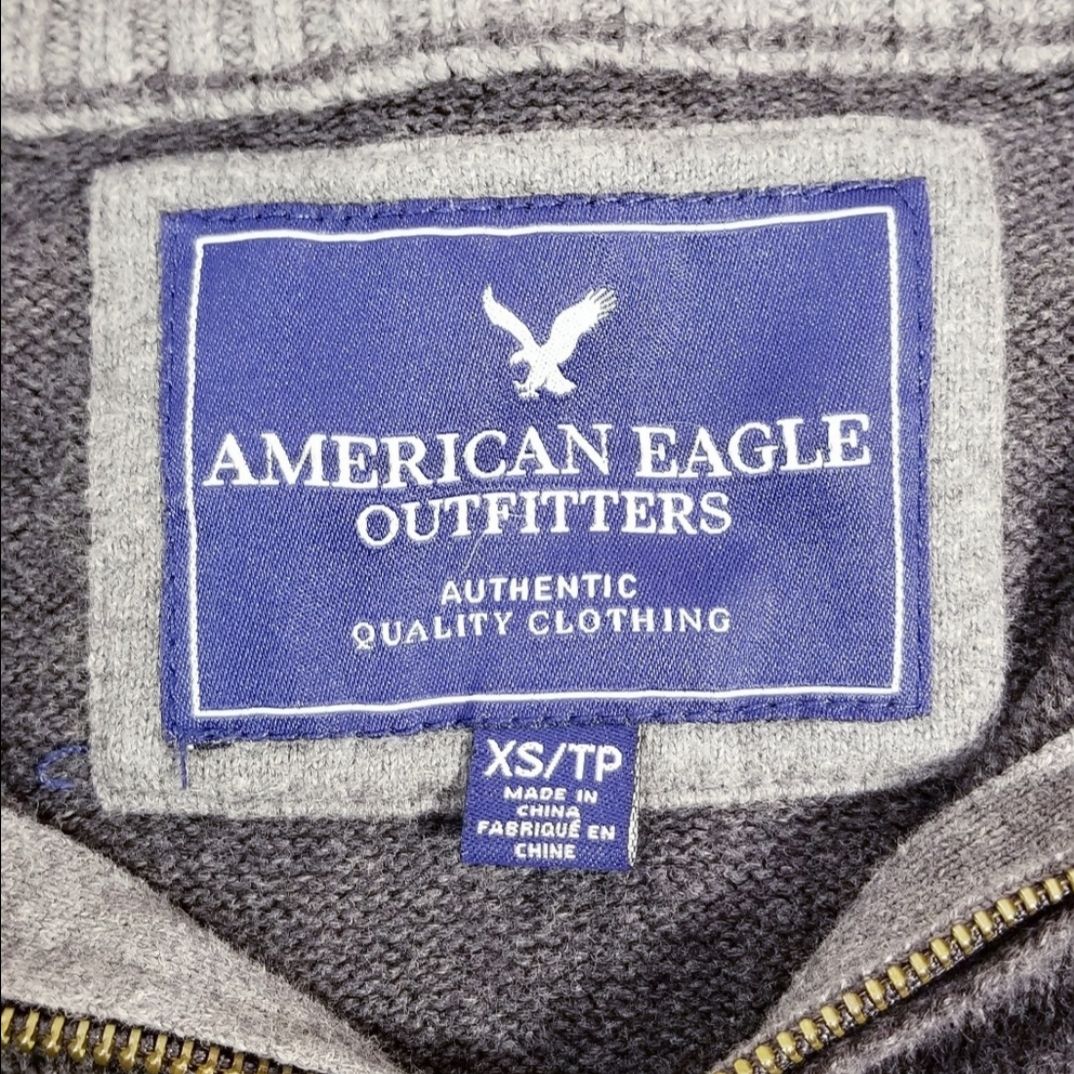 AMERICAN EAGLE
OUTFITTERS
AUTHENTIC
QUALITY CLOTHING
XS/TP
MADE IN
CHINA
FABRIQUÉ EN
CHINE